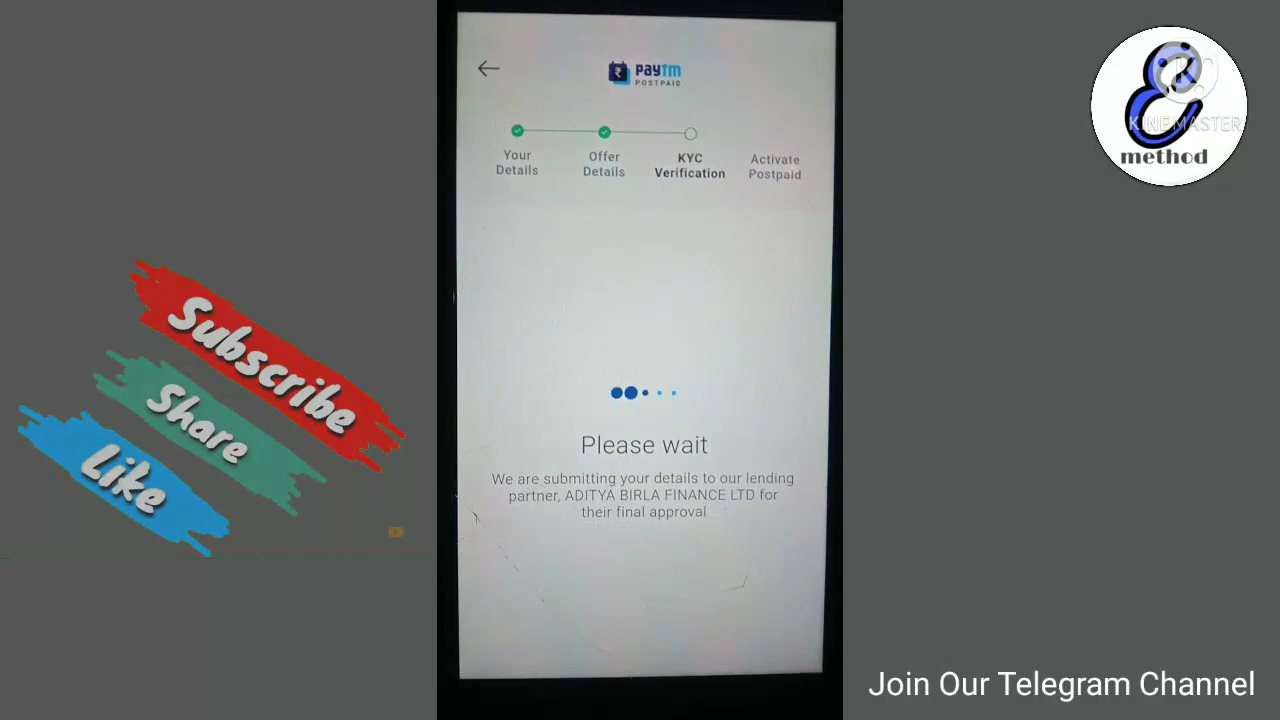 paytm
POSTPAID
Your
Details
Offer
Details
KYC
Verification
Activate
Postpaid
Please wait
We are submitting your details to our lending
partner, ADITYA BIRLA FINANCE LTD for
their final approval
Subscribe
Share
Like
KINEMASTER
method
Join Our Telegram Channel